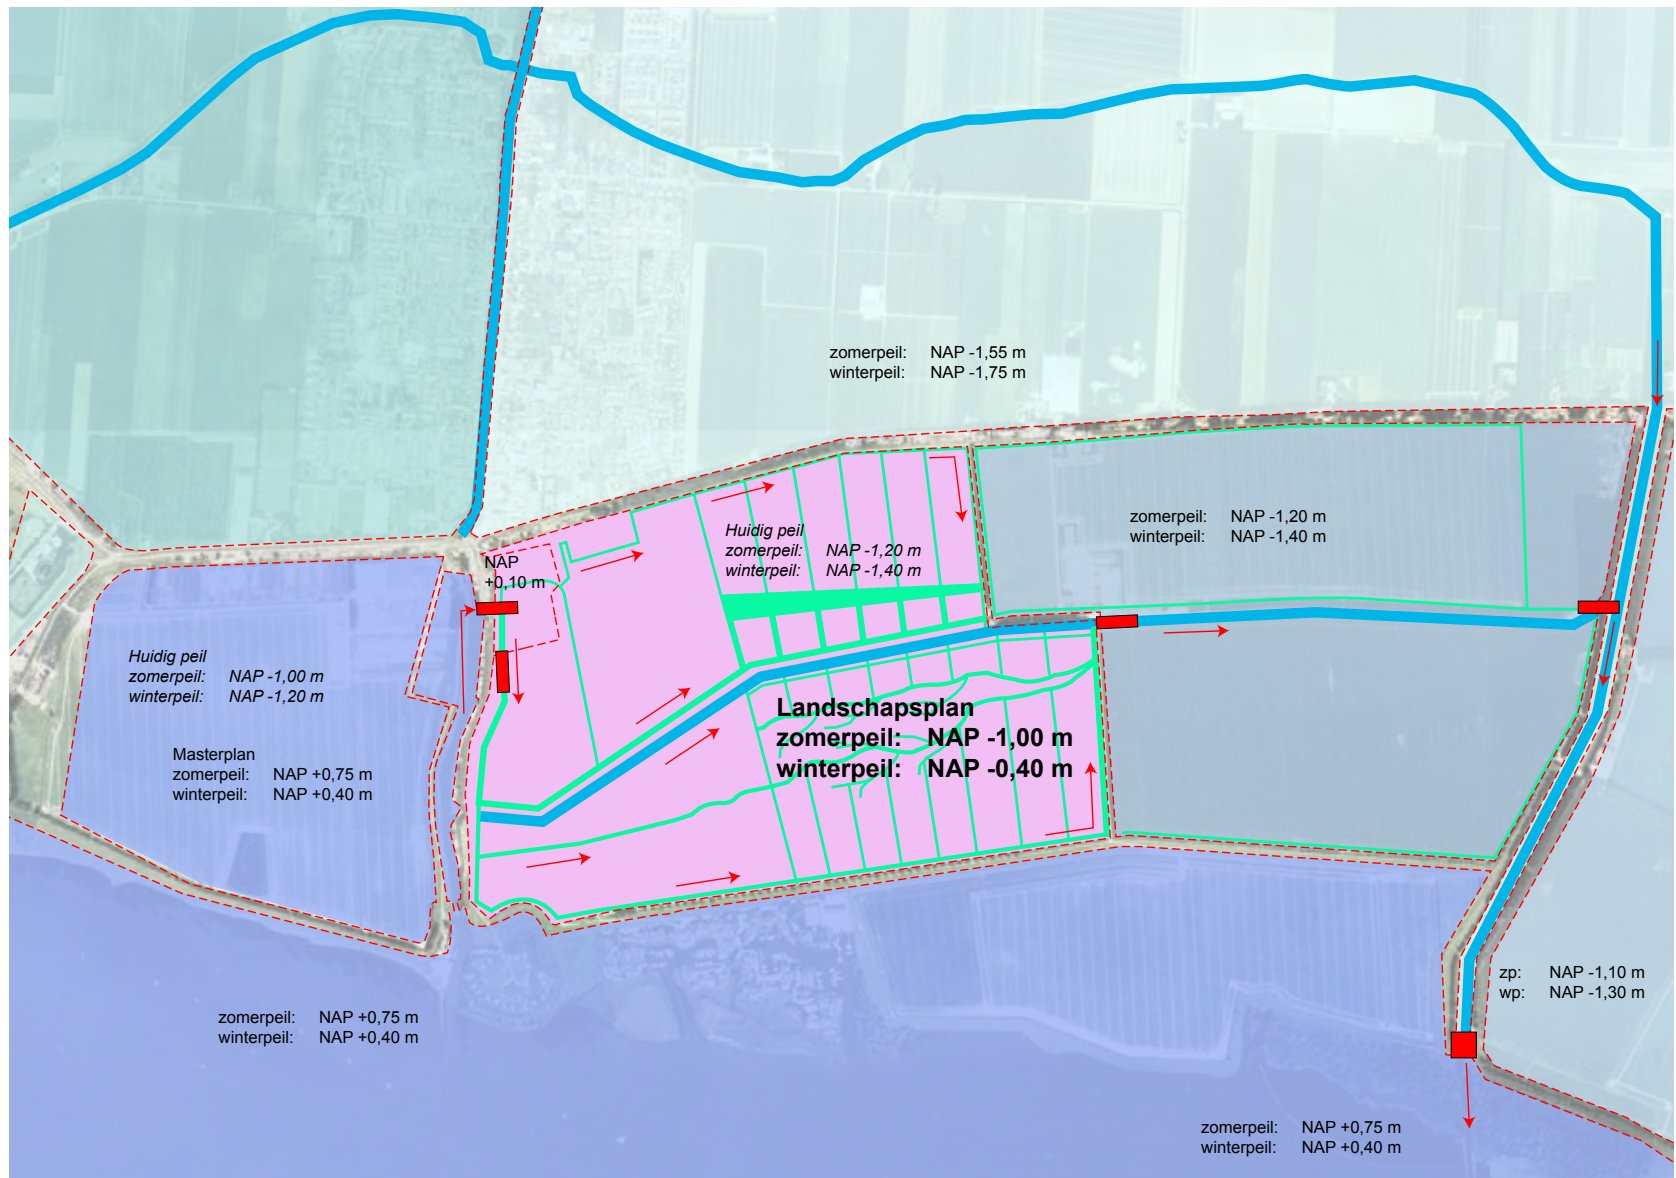 zomerpeil: NAP -1,55 m
winterpeil: NAP -1,75 m
zomerpeil: NAP -1,20 m
winterpeil: NAP -1,40 m
Huidig peil
zomerpeil: NAP -1,20 m
winterpeil: NAP -1,40 m
NAP
+0,10 m
Huidig peil
zomerpeil: NAP -1,00 m
winterpeil: NAP -1,20 m
Masterplan
zomerpeil: NAP +0,75 m
winterpeil: NAP +0,40 m
Landschapsplan
zomerpeil: NAP -1,00 m
winterpeil: NAP -0,40 m
zp: NAP -1,10 m
wp: NAP -1,30 m
zomerpeil: NAP +0,75 m
winterpeil: NAP +0,40 m
zomerpeil: NAP +0,75 m
winterpeil: NAP +0,40 m